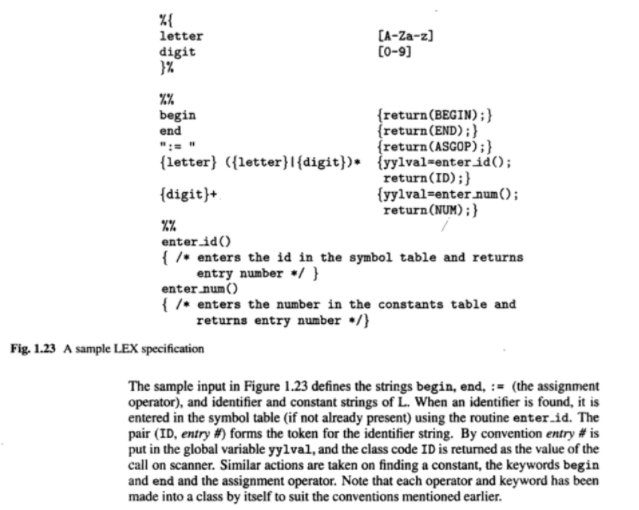 %{
letter [A-Za-z]
digit [0-9]
}%
%%
begin {return(BEGIN);}
end {return(END);}
":= " {return(ASGOP);}
{letter} ({letter}|{digit})* {yylval=enter_id();
return(ID);}
{digit}+ {yylval=enter_num();
return(NUM);}
%%
enter_id()
{ /* enters the id in the symbol table and returns
entry number */ }
enter_num()
{ /* enters the number in the constants table and
returns entry number */}
Fig. 1.23 A sample LEX specification
The sample input in Figure 1.23 defines the strings begin, end, := (the assignment
operator), and identifier and constant strings of L. When an identifier is found, it is
entered in the symbol table (if not already present) using the routine enter_id. The
pair (ID, entry #) forms the token for the identifier string. By convention entry # is
put in the global variable yylval, and the class code ID is returned as the value of the
call on scanner. Similar actions are taken on finding a constant, the keywords begin
and end and the assignment operator. Note that each operator and keyword has been
made into a class by itself to suit the conventions mentioned earlier.